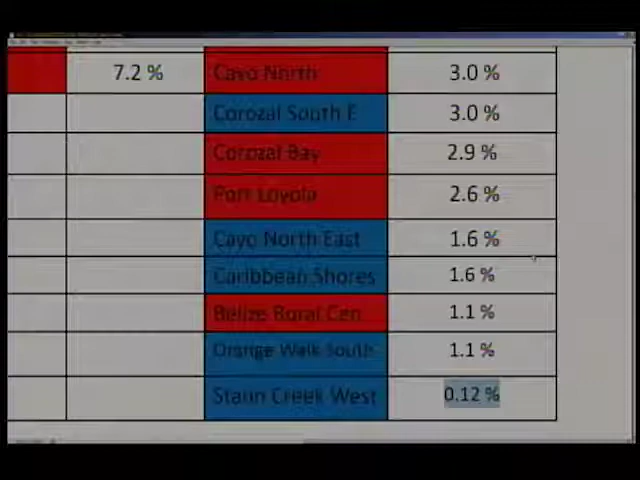 7.2 % Cayo North 3.0 %
Corozal South E 3.0 %
Corozal Bay 2.9 %
Port Loyola 2.6 %
Cayo North East 1.6 %
Caribbean Shores 1.6 %
Belize Rural Cen 1.1 %
Orange Walk South 1.1 %
Stann Creek West 0.12 %